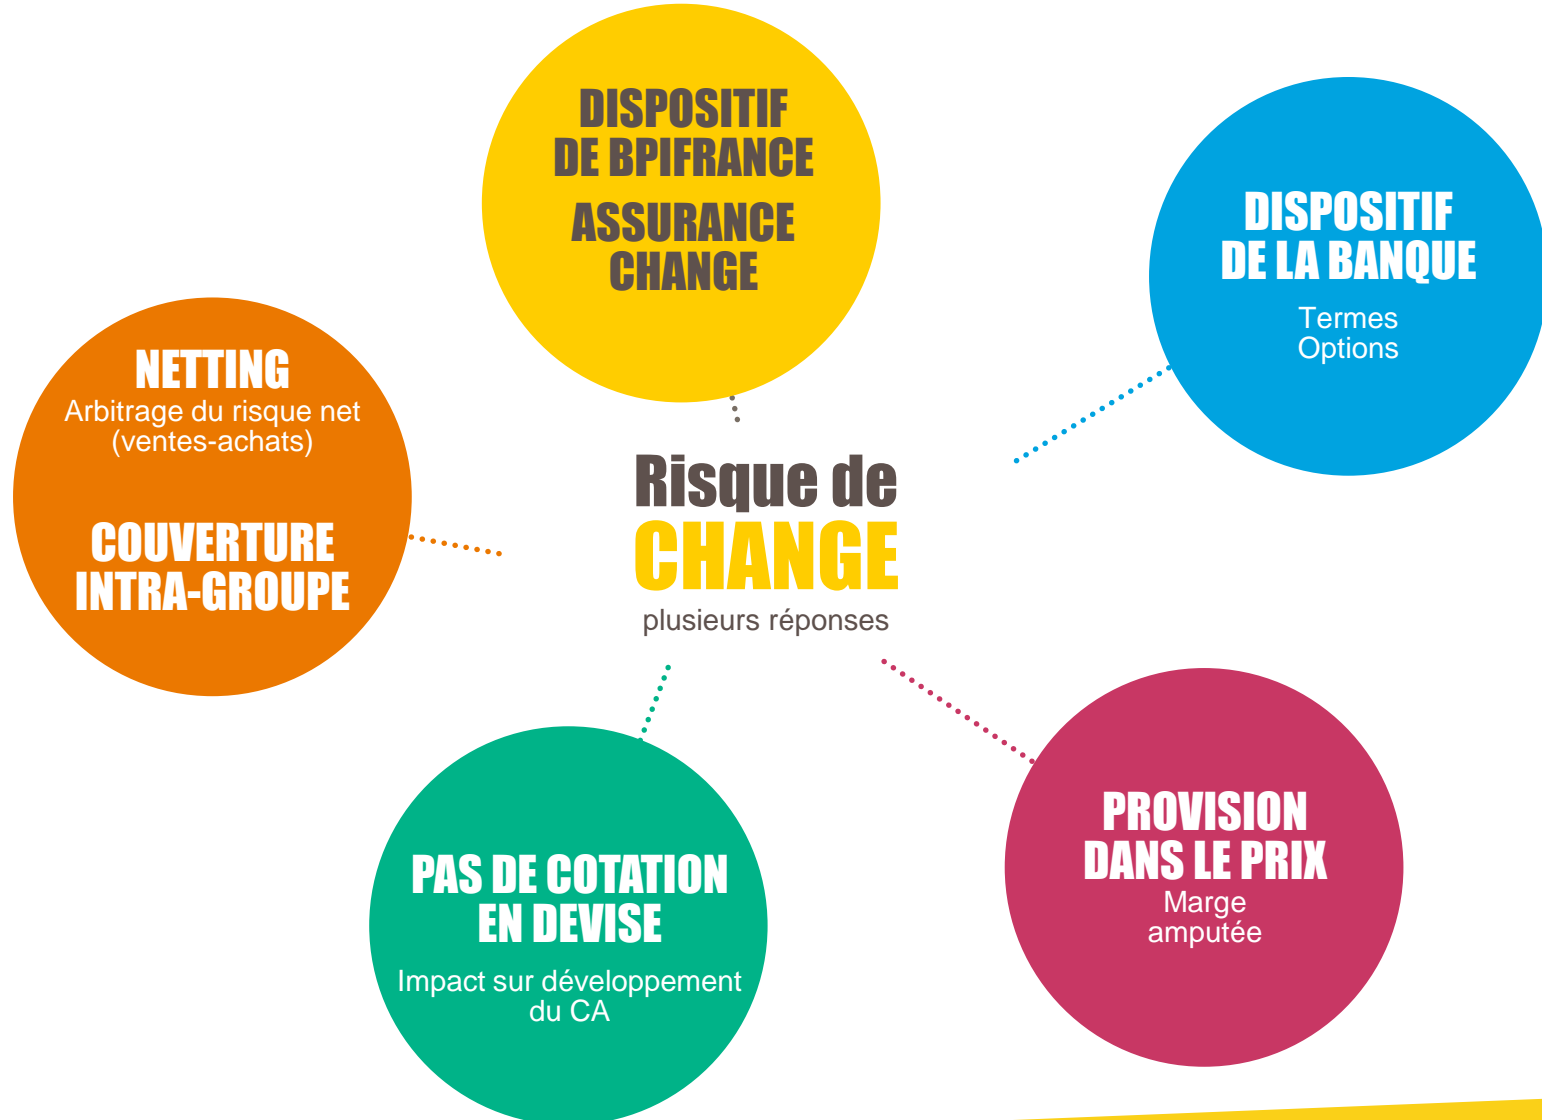 DISPOSITIF
DE BPIFRANCE
ASSURANCE
CHANGE
DISPOSITIF
DE LA BANQUE
Termes
Options
NETTING
Arbitrage du risque net
(ventes-achats)
COUVERTURE
INTRA-GROUPE
Risque de
CHANGE
plusieurs réponses
PAS DE COTATION
EN DEVISE
Impact sur développement
du CA
PROVISION
DANS LE PRIX
Marge
amputée